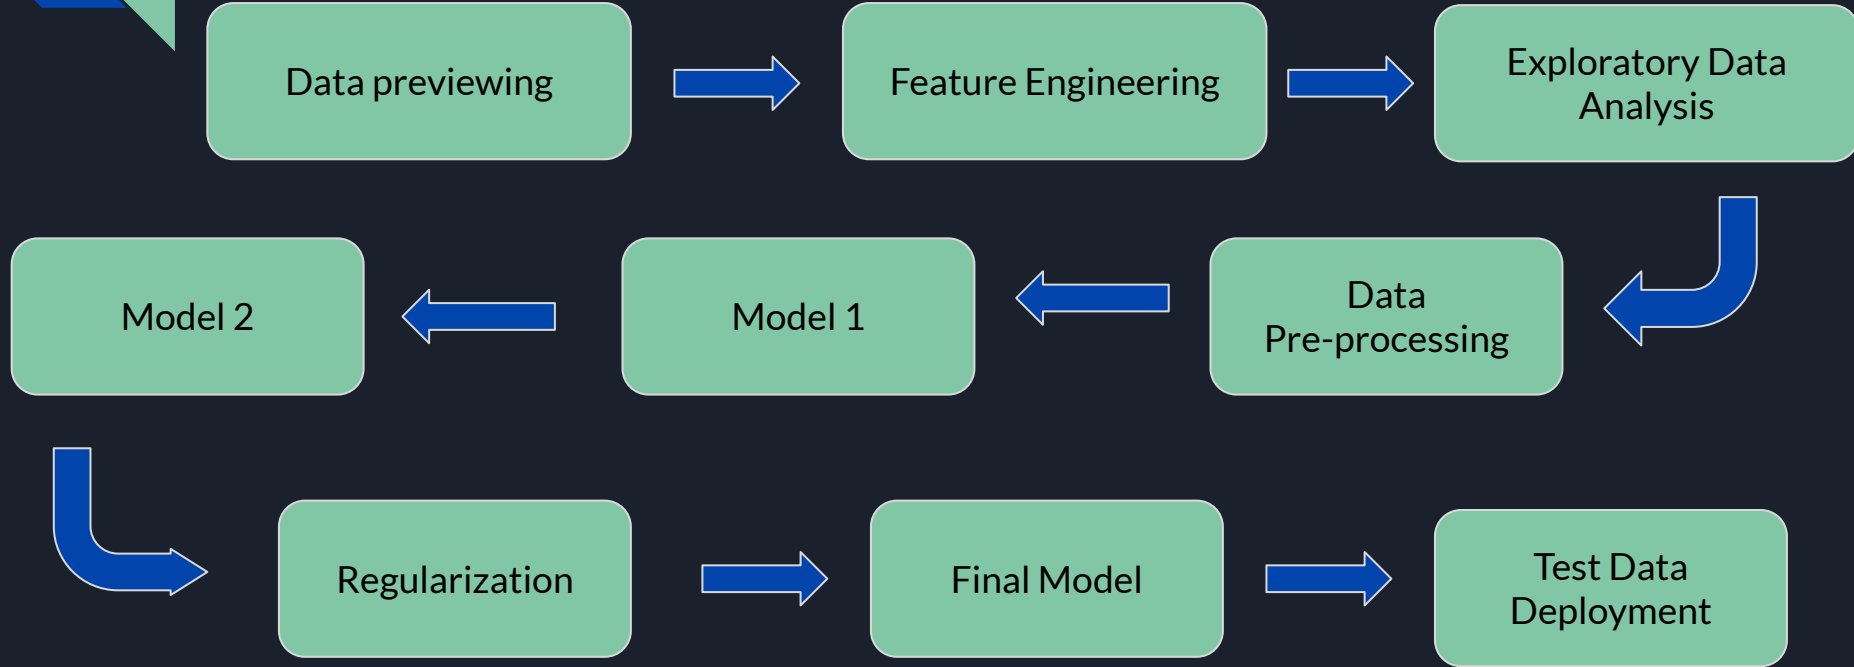 Data previewing
Feature Engineering
Exploratory Data
Analysis
Data
Pre-processing
Model 1
Model 2
Regularization
Final Model
Test Data
Deployment